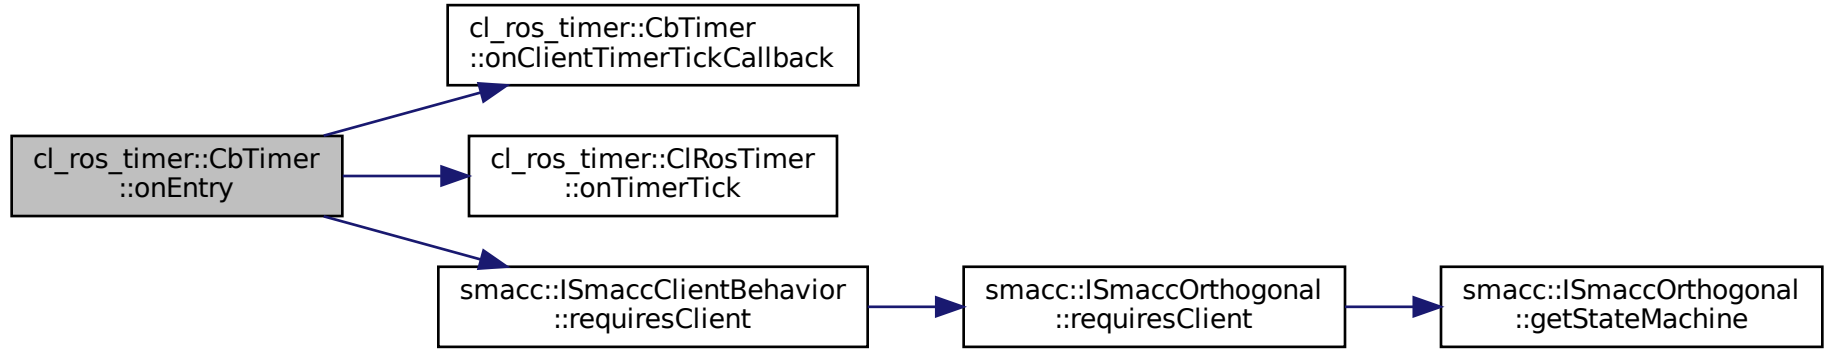 cl_ros_timer::CbTimer
::onClientTimerTickCallback
cl_ros_timer::CbTimer
::onEntry
cl_ros_timer::ClRosTimer
::onTimerTick
smacc::ISmaccClientBehavior
::requiresClient
smacc::ISmaccOrthogonal
::requiresClient
smacc::ISmaccOrthogonal
::getStateMachine